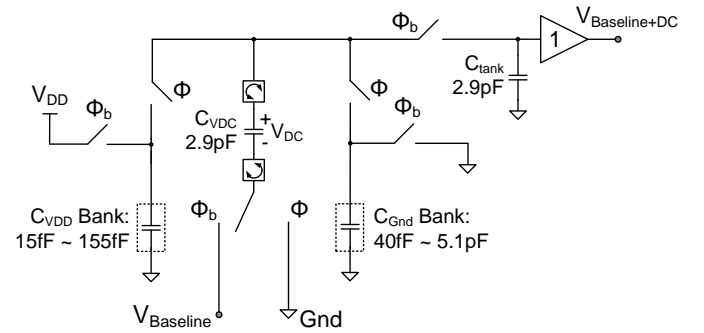 Φb
VBaseline+DC
1
Ctank
2.9pF
Φ
Φ
VDD
Φb
CVDC
2.9pF
+
-
VDC
Φb
CVDD Bank:
15fF ~ 155fF
Φb
Φ
CGnd Bank:
40fF ~ 5.1pF
VBaseline
Gnd